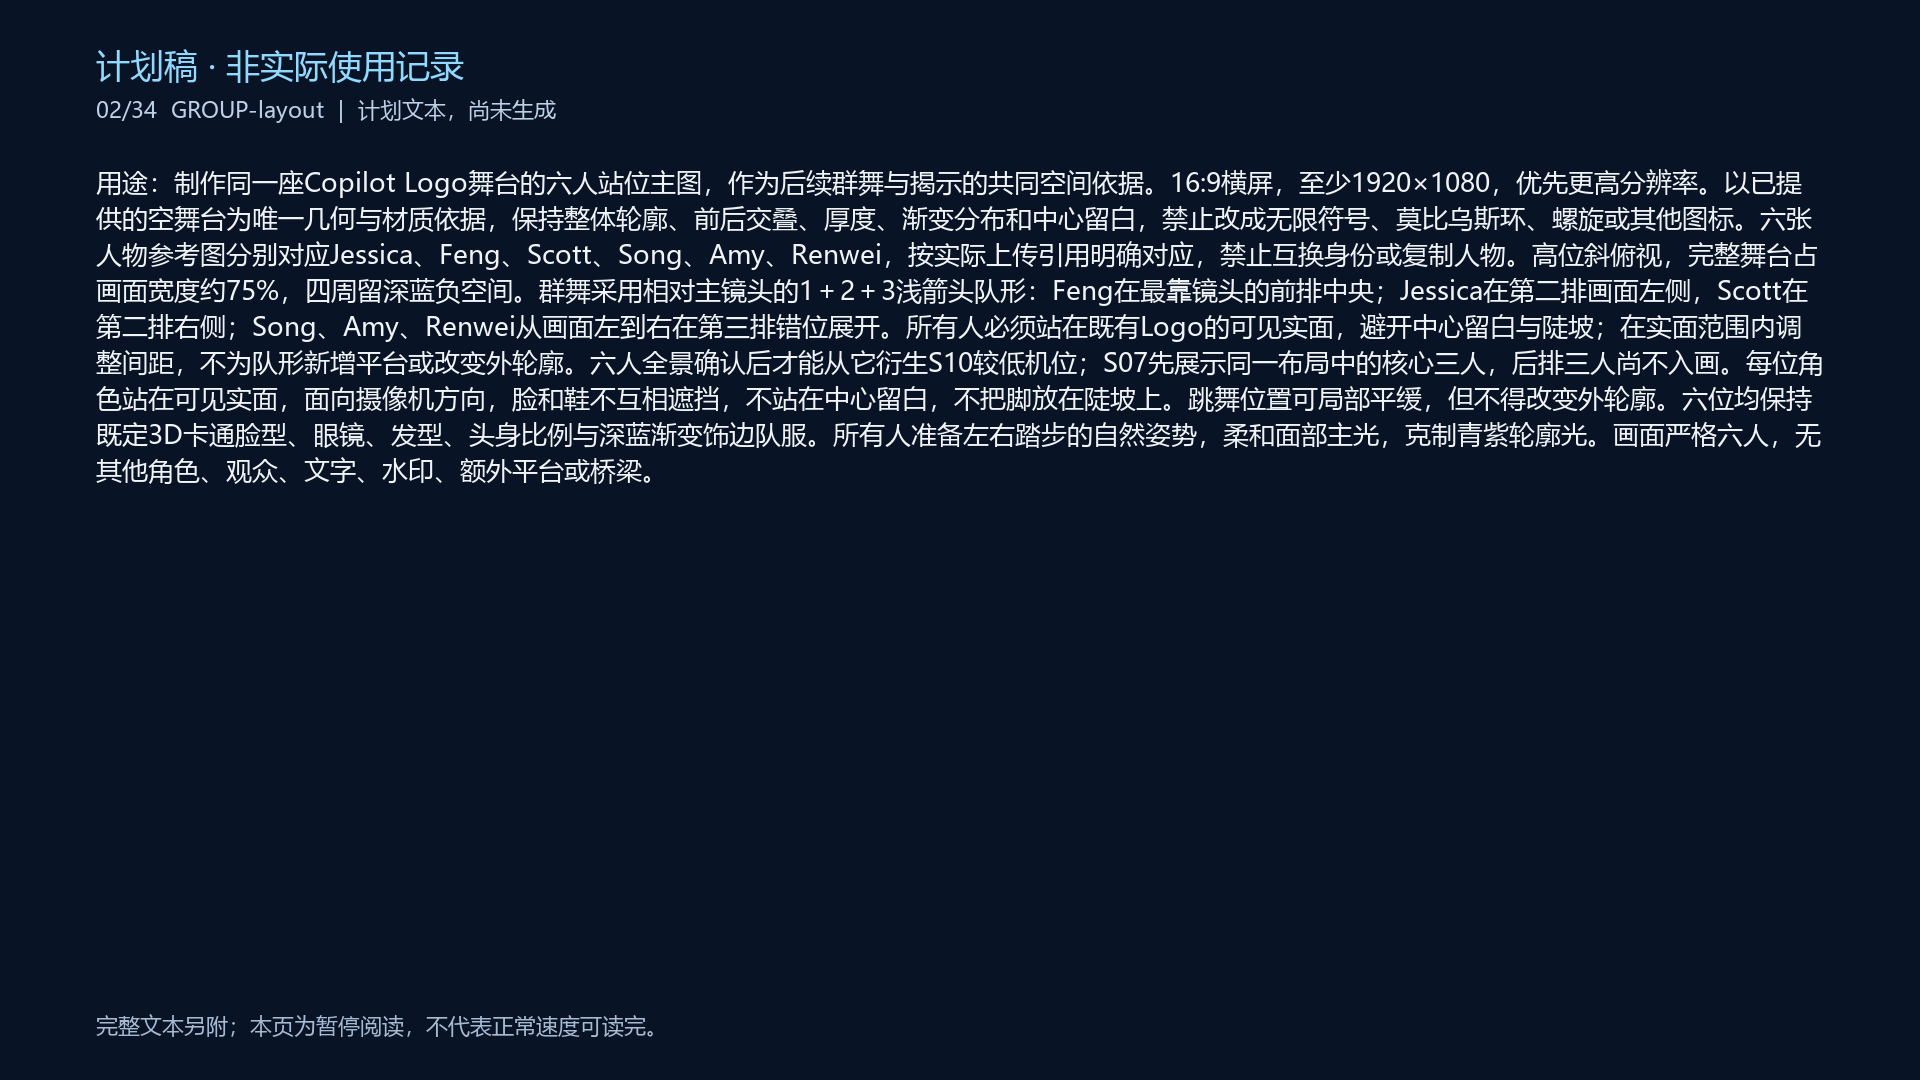 计划稿 · 非实际使用记录
02/34 GROUP-layout | 计划文本，尚未生成
用途：制作同一座Copilot Logo舞台的六人站位主图，作为后续群舞与揭示的共同空间依据。16:9横屏，至少1920×1080，优先更高分辨率。以已提
供的空舞台为唯一几何与材质依据，保持整体轮廓、前后交叠、厚度、渐变分布和中心留白，禁止改成无限符号、莫比乌斯环、螺旋或其他图标。六张
人物参考图分别对应Jessica、Feng、Scott、Song、Amy、Renwei，按实际上传引用明确对应，禁止互换身份或复制人物。高位斜俯视，完整舞台占
画面宽度约75%，四周留深蓝负空间。群舞采用相对主镜头的1＋2＋3浅箭头队形：Feng在最靠镜头的前排中央；Jessica在第二排画面左侧，Scott在
第二排右侧；Song、Amy、Renwei从画面左到右在第三排错位展开。所有人必须站在既有Logo的可见实面，避开中心留白与陡坡；在实面范围内调
整间距，不为队形新增平台或改变外轮廓。六人全景确认后才能从它衍生S10较低机位；S07先展示同一布局中的核心三人，后排三人尚不入画。每位角
色站在可见实面，面向摄像机方向，脸和鞋不互相遮挡，不站在中心留白，不把脚放在陡坡上。跳舞位置可局部平缓，但不得改变外轮廓。六位均保持
既定3D卡通脸型、眼镜、发型、头身比例与深蓝渐变饰边队服。所有人准备左右踏步的自然姿势，柔和面部主光，克制青紫轮廓光。画面严格六人，无
其他角色、观众、文字、水印、额外平台或桥梁。
完整文本另附；本页为暂停阅读，不代表正常速度可读完。